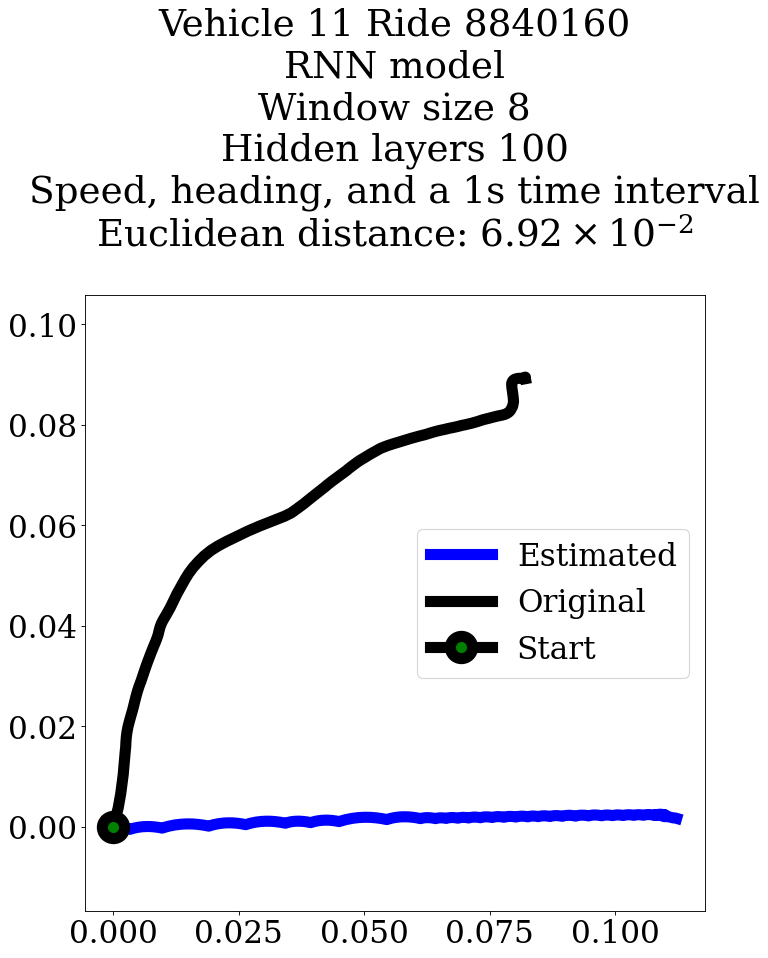 Vehicle 11 Ride 8840160
RNN model
Window size 8
Hidden layers 100
Speed, heading, and a 1s time interval
Euclidean distance: 6.92 × 10⁻²
0.10
0.08
0.06
0.04
0.02
0.00
Estimated
Original
Start
0.000 0.025 0.050 0.075 0.100